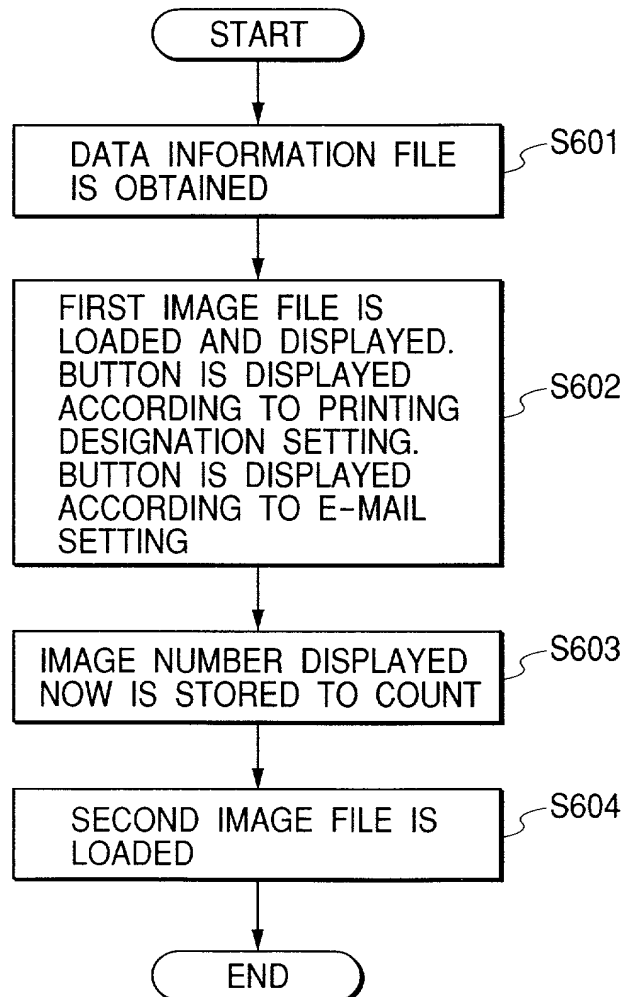 START
DATA INFORMATION FILE
IS OBTAINED
S601
FIRST IMAGE FILE IS
LOADED AND DISPLAYED.
BUTTON IS DISPLAYED
ACCORDING TO PRINTING
DESIGNATION SETTING.
BUTTON IS DISPLAYED
ACCORDING TO E-MAIL
SETTING
S602
IMAGE NUMBER DISPLAYED
NOW IS STORED TO COUNT
S603
SECOND IMAGE FILE IS
LOADED
S604
END